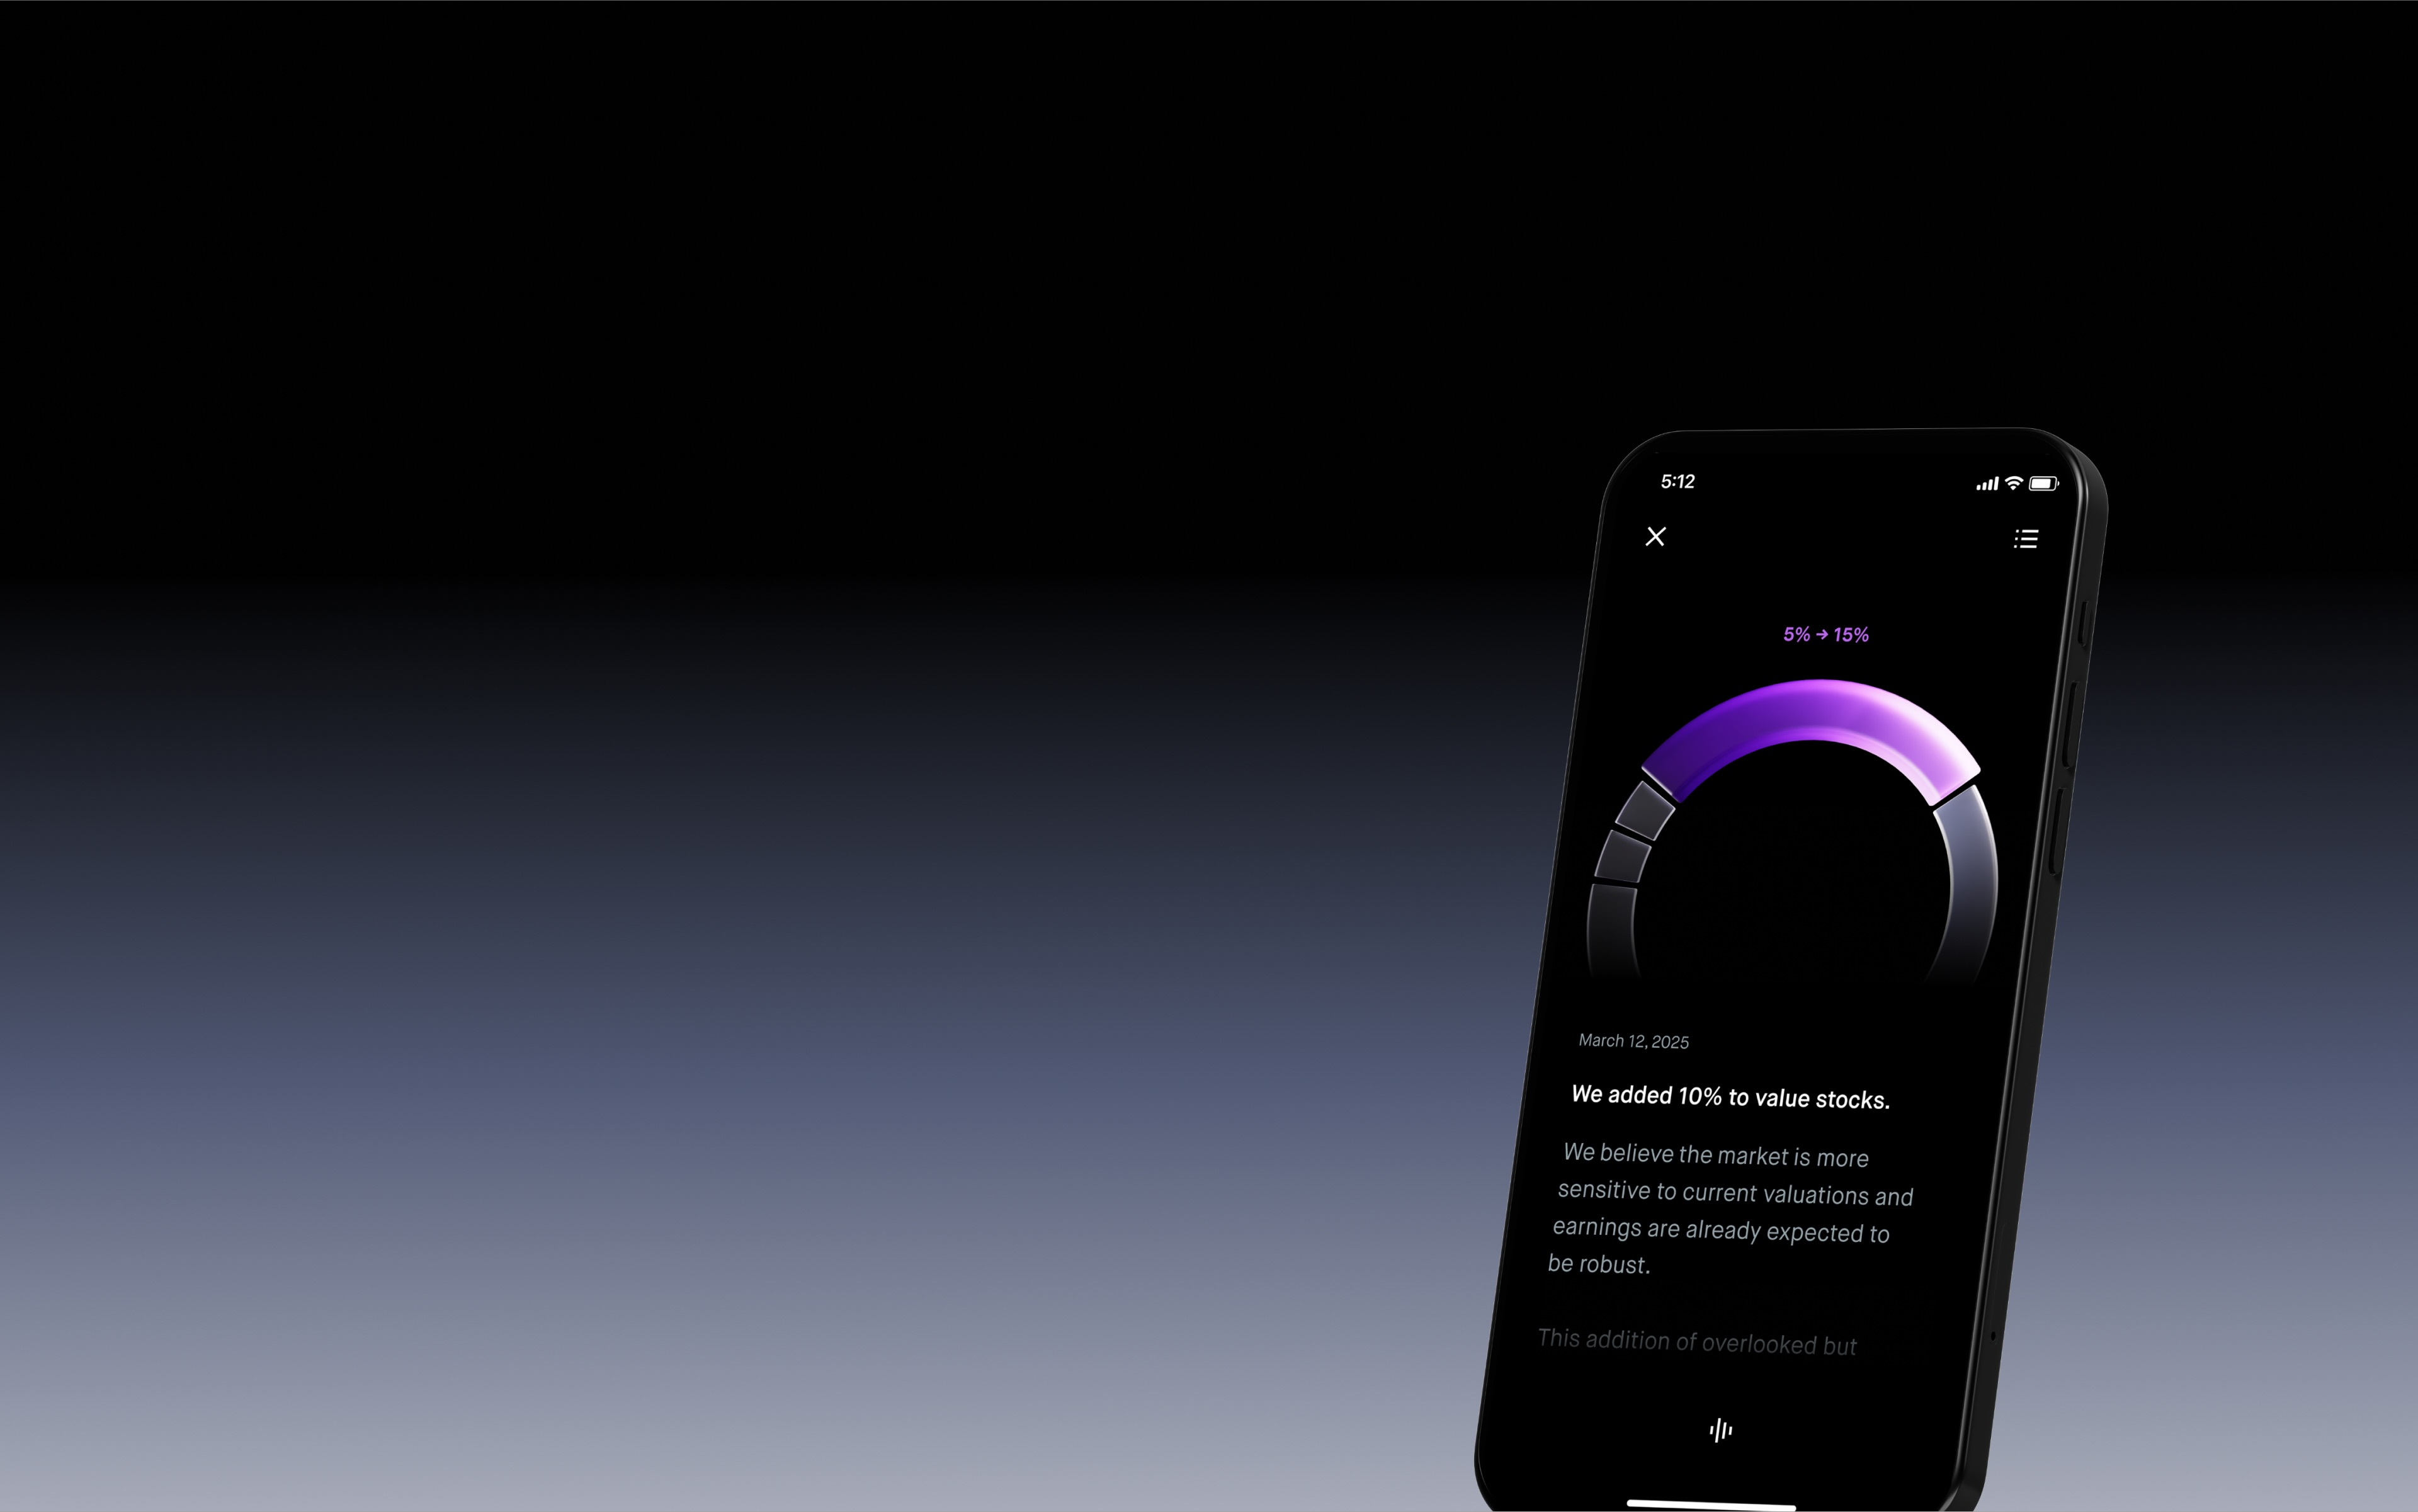 5:12
5% → 15%
March 12, 2025
We added 10% to value stocks.
We believe the market is more
sensitive to current valuations and
earnings are already expected to
be robust.
This addition of overlooked but